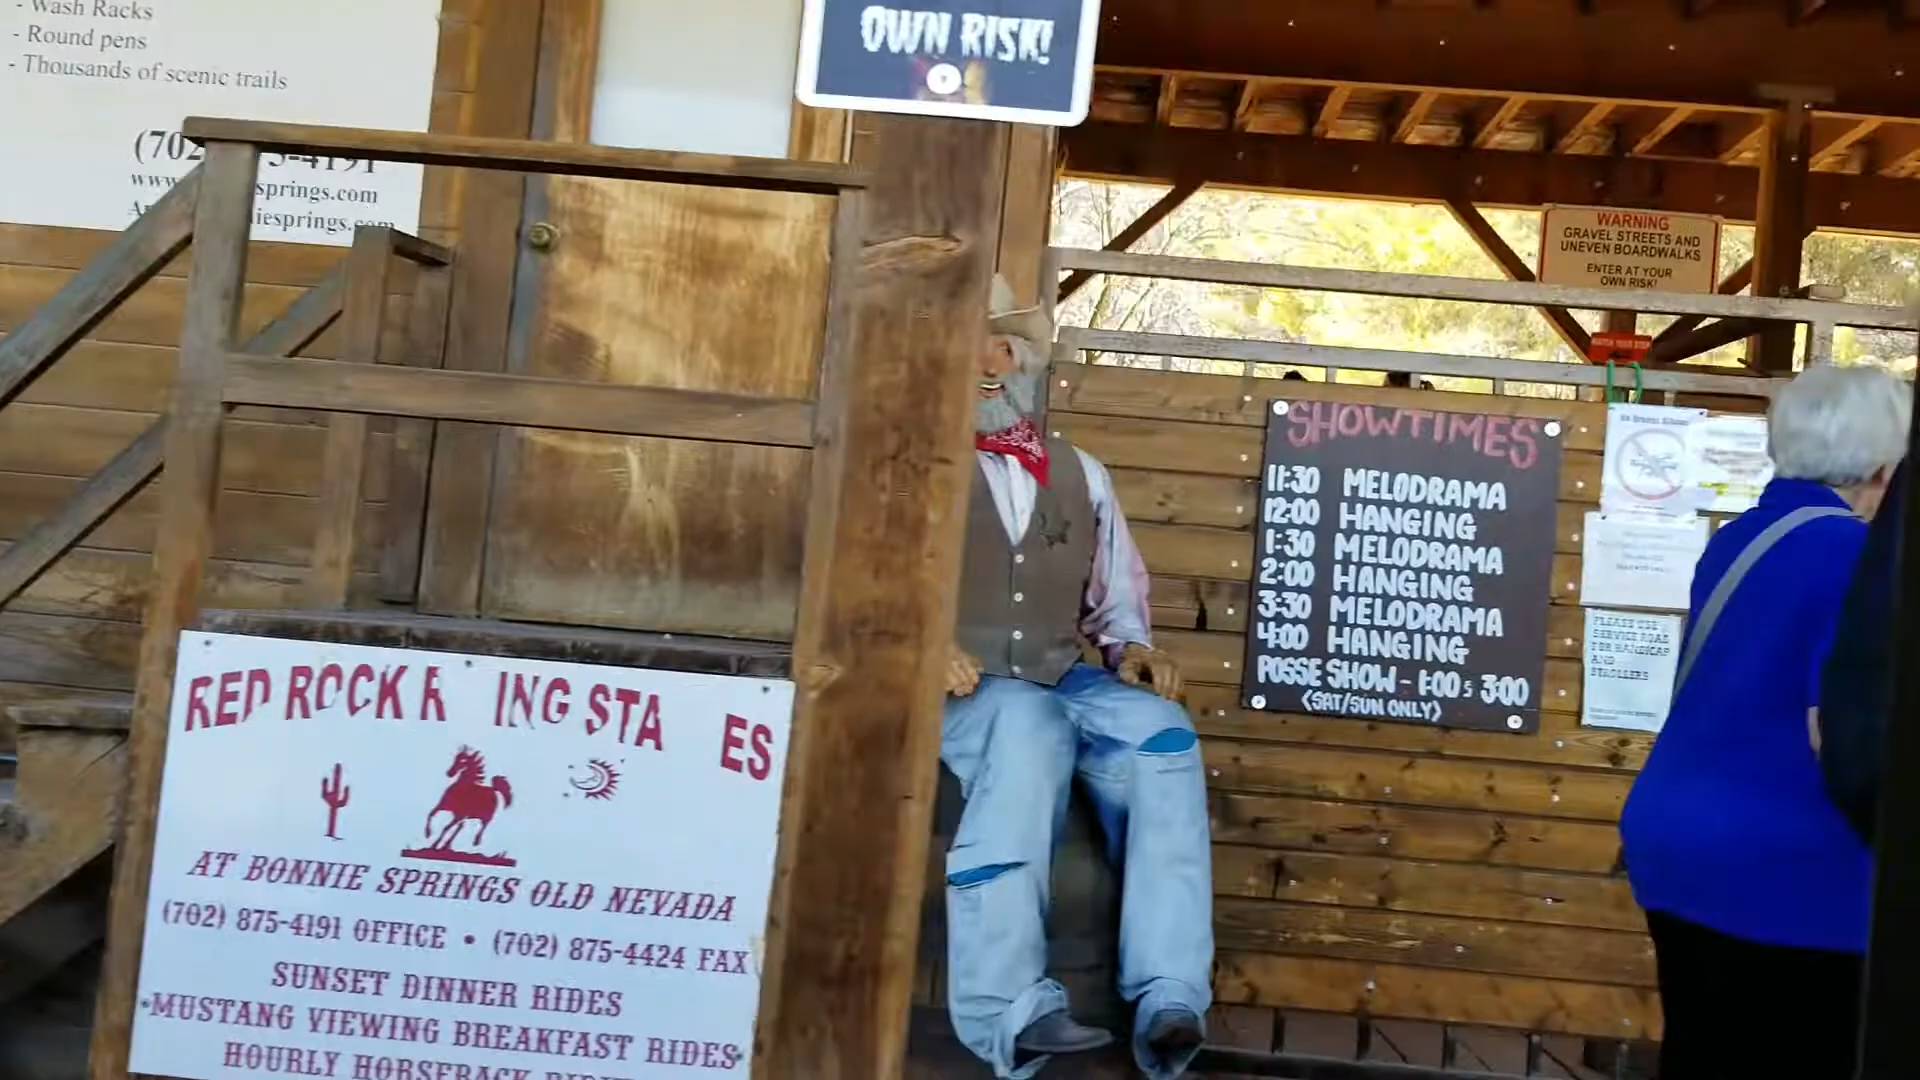 - Wash Racks
- Round pens
- Thousands of scenic trails
OWN RISK!
WARNING
GRAVEL STREETS AND
UNEVEN BOARDWALKS
ENTER AT YOUR
OWN RISK!
WATCH YOUR STEP
SHOWTIMES
11:30 MELODRAMA
12:00 HANGING
1:30 MELODRAMA
2:00 HANGING
3:30 MELODRAMA
4:00 HANGING
POSSE SHOW - 1:00 & 3:00
(SAT/SUN ONLY)
PLEASE USE
SERVICE ROAD
FOR HANDICAP
AND
STROLLERS
RED ROCK R ING STA ES
AT BONNIE SPRINGS OLD NEVADA
(702) 875-4191 OFFICE • (702) 875-4424 FAX
SUNSET DINNER RIDES
•MUSTANG VIEWING BREAKFAST RIDES•
HOURLY HORSEBACK